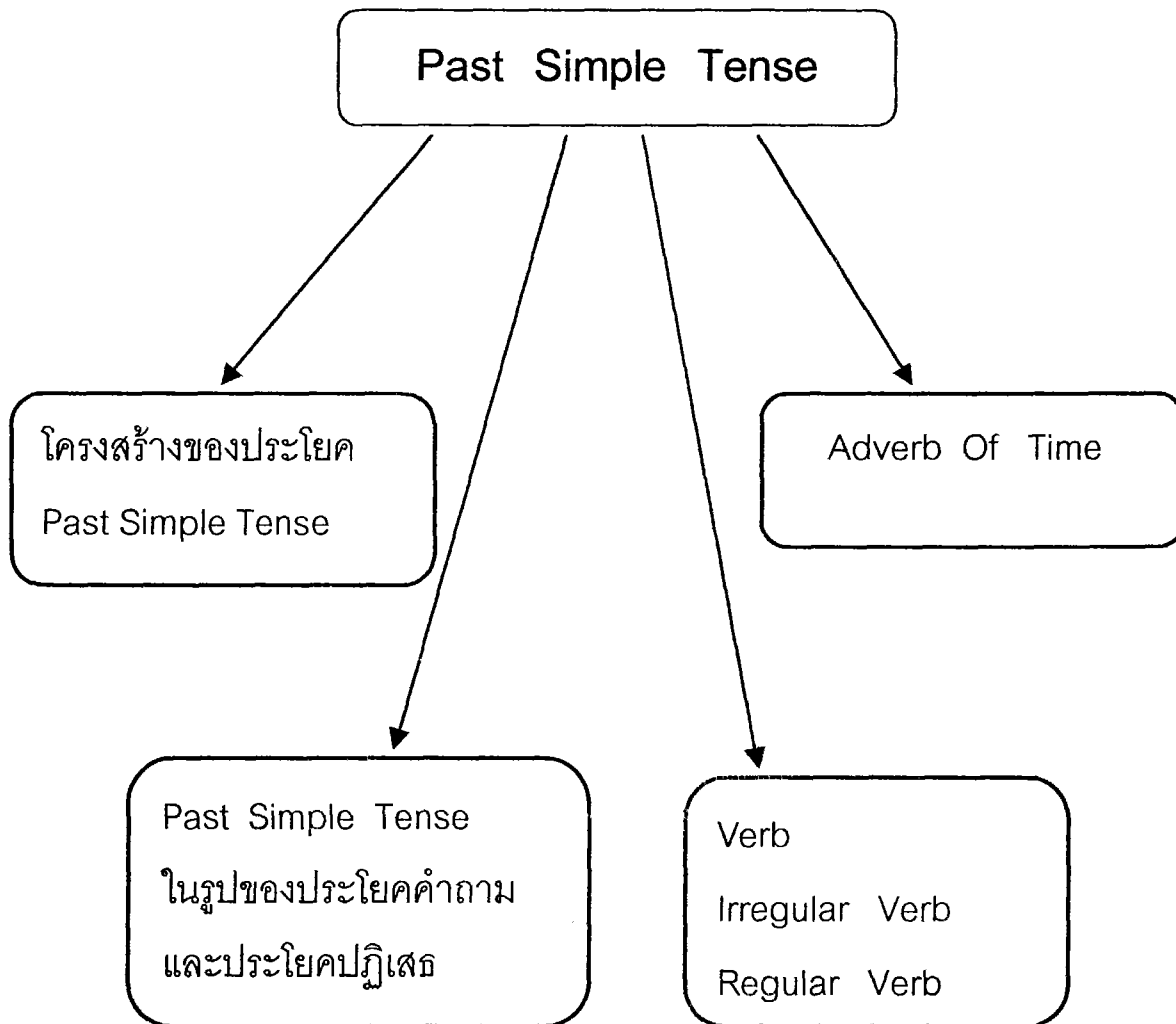 Past Simple Tense
โครงสร้างของประโยค
Past Simple Tense
Adverb Of Time
Past Simple Tense
ในรูปของประโยคคำถาม
และประโยคปฏิเสธ
Verb
Irregular Verb
Regular Verb